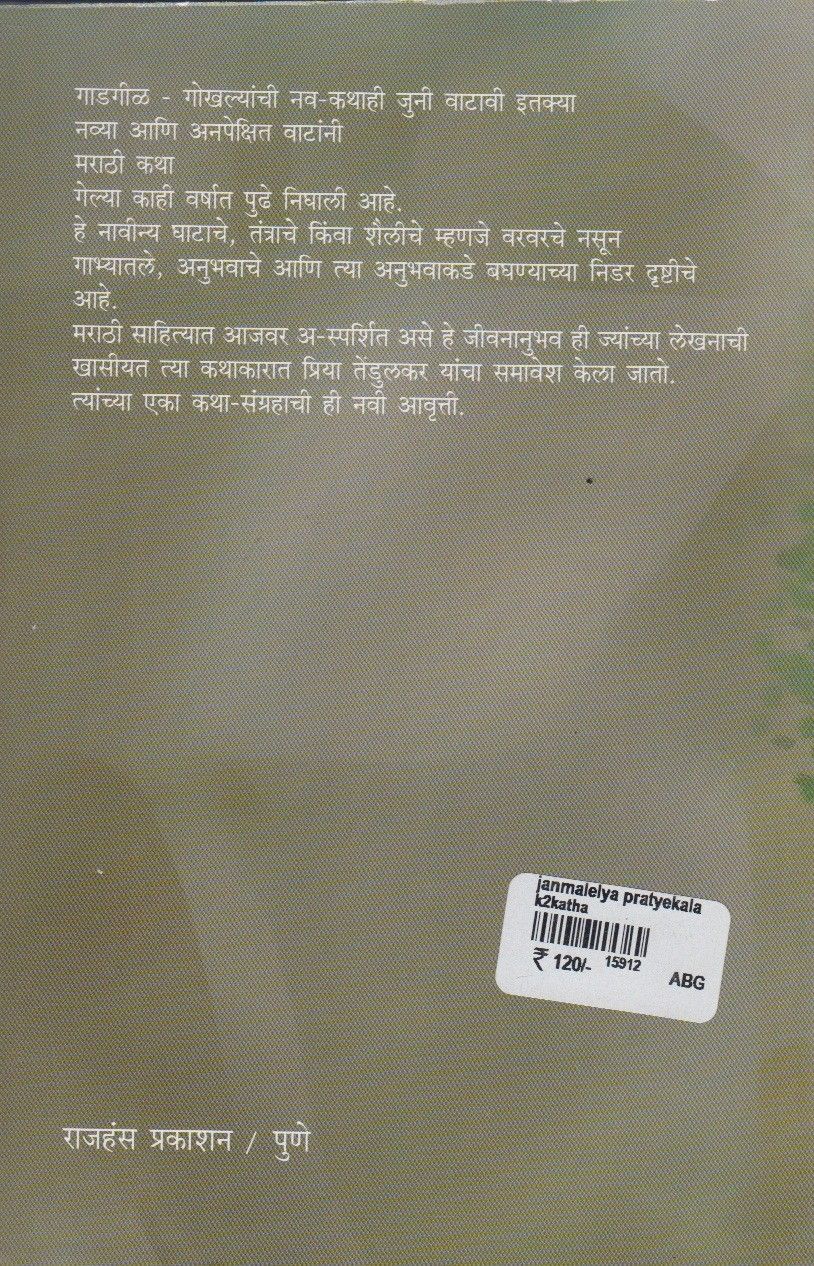 गाडगीळ - गोखल्यांची नव-कथाही जुनी वाटावी इतक्या
नव्या आणि अनपेक्षित वाटांनी
मराठी कथा
गेल्या काही वर्षात पुढे निघाली आहे.
हे नावीन्य घाटाचे, तंत्राचे किंवा शैलीचे म्हणजे वरवरचे नसून
गाभ्यातले, अनुभवाचे आणि त्या अनुभवाकडे बघण्याच्या निडर दृष्टीचे
आहे.
मराठी साहित्यात आजवर अ-स्पर्शित असे हे जीवनानुभव ही ज्यांच्या लेखनाची
खासीयत त्या कथाकारात प्रिया तेंडुलकर यांचा समावेश केला जातो.
त्यांच्या एका कथा-संग्रहाची ही नवी आवृत्ती.
janmalelya pratyekala
k2katha
₹ 120/- 15912
ABG
राजहंस प्रकाशन / पुणे